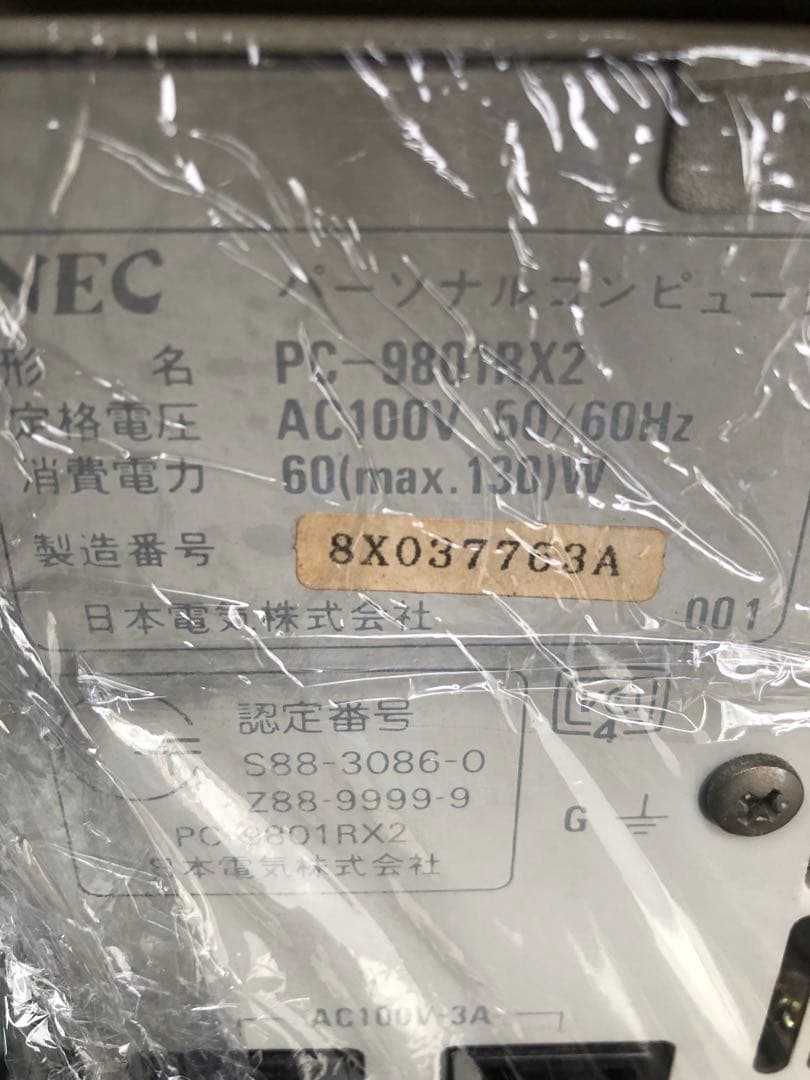 NEC パーソナルコンピュー
形 名 PC-9801RX2
定格電圧 AC100V 50/60Hz
消費電力 60(max.130)W
製造番号 8X037763A
日本電気株式会社 001
認定番号
S88-3086-0
Z88-9999-9
PC-9801RX2
日本電気株式会社
4
G
AC100V-3A